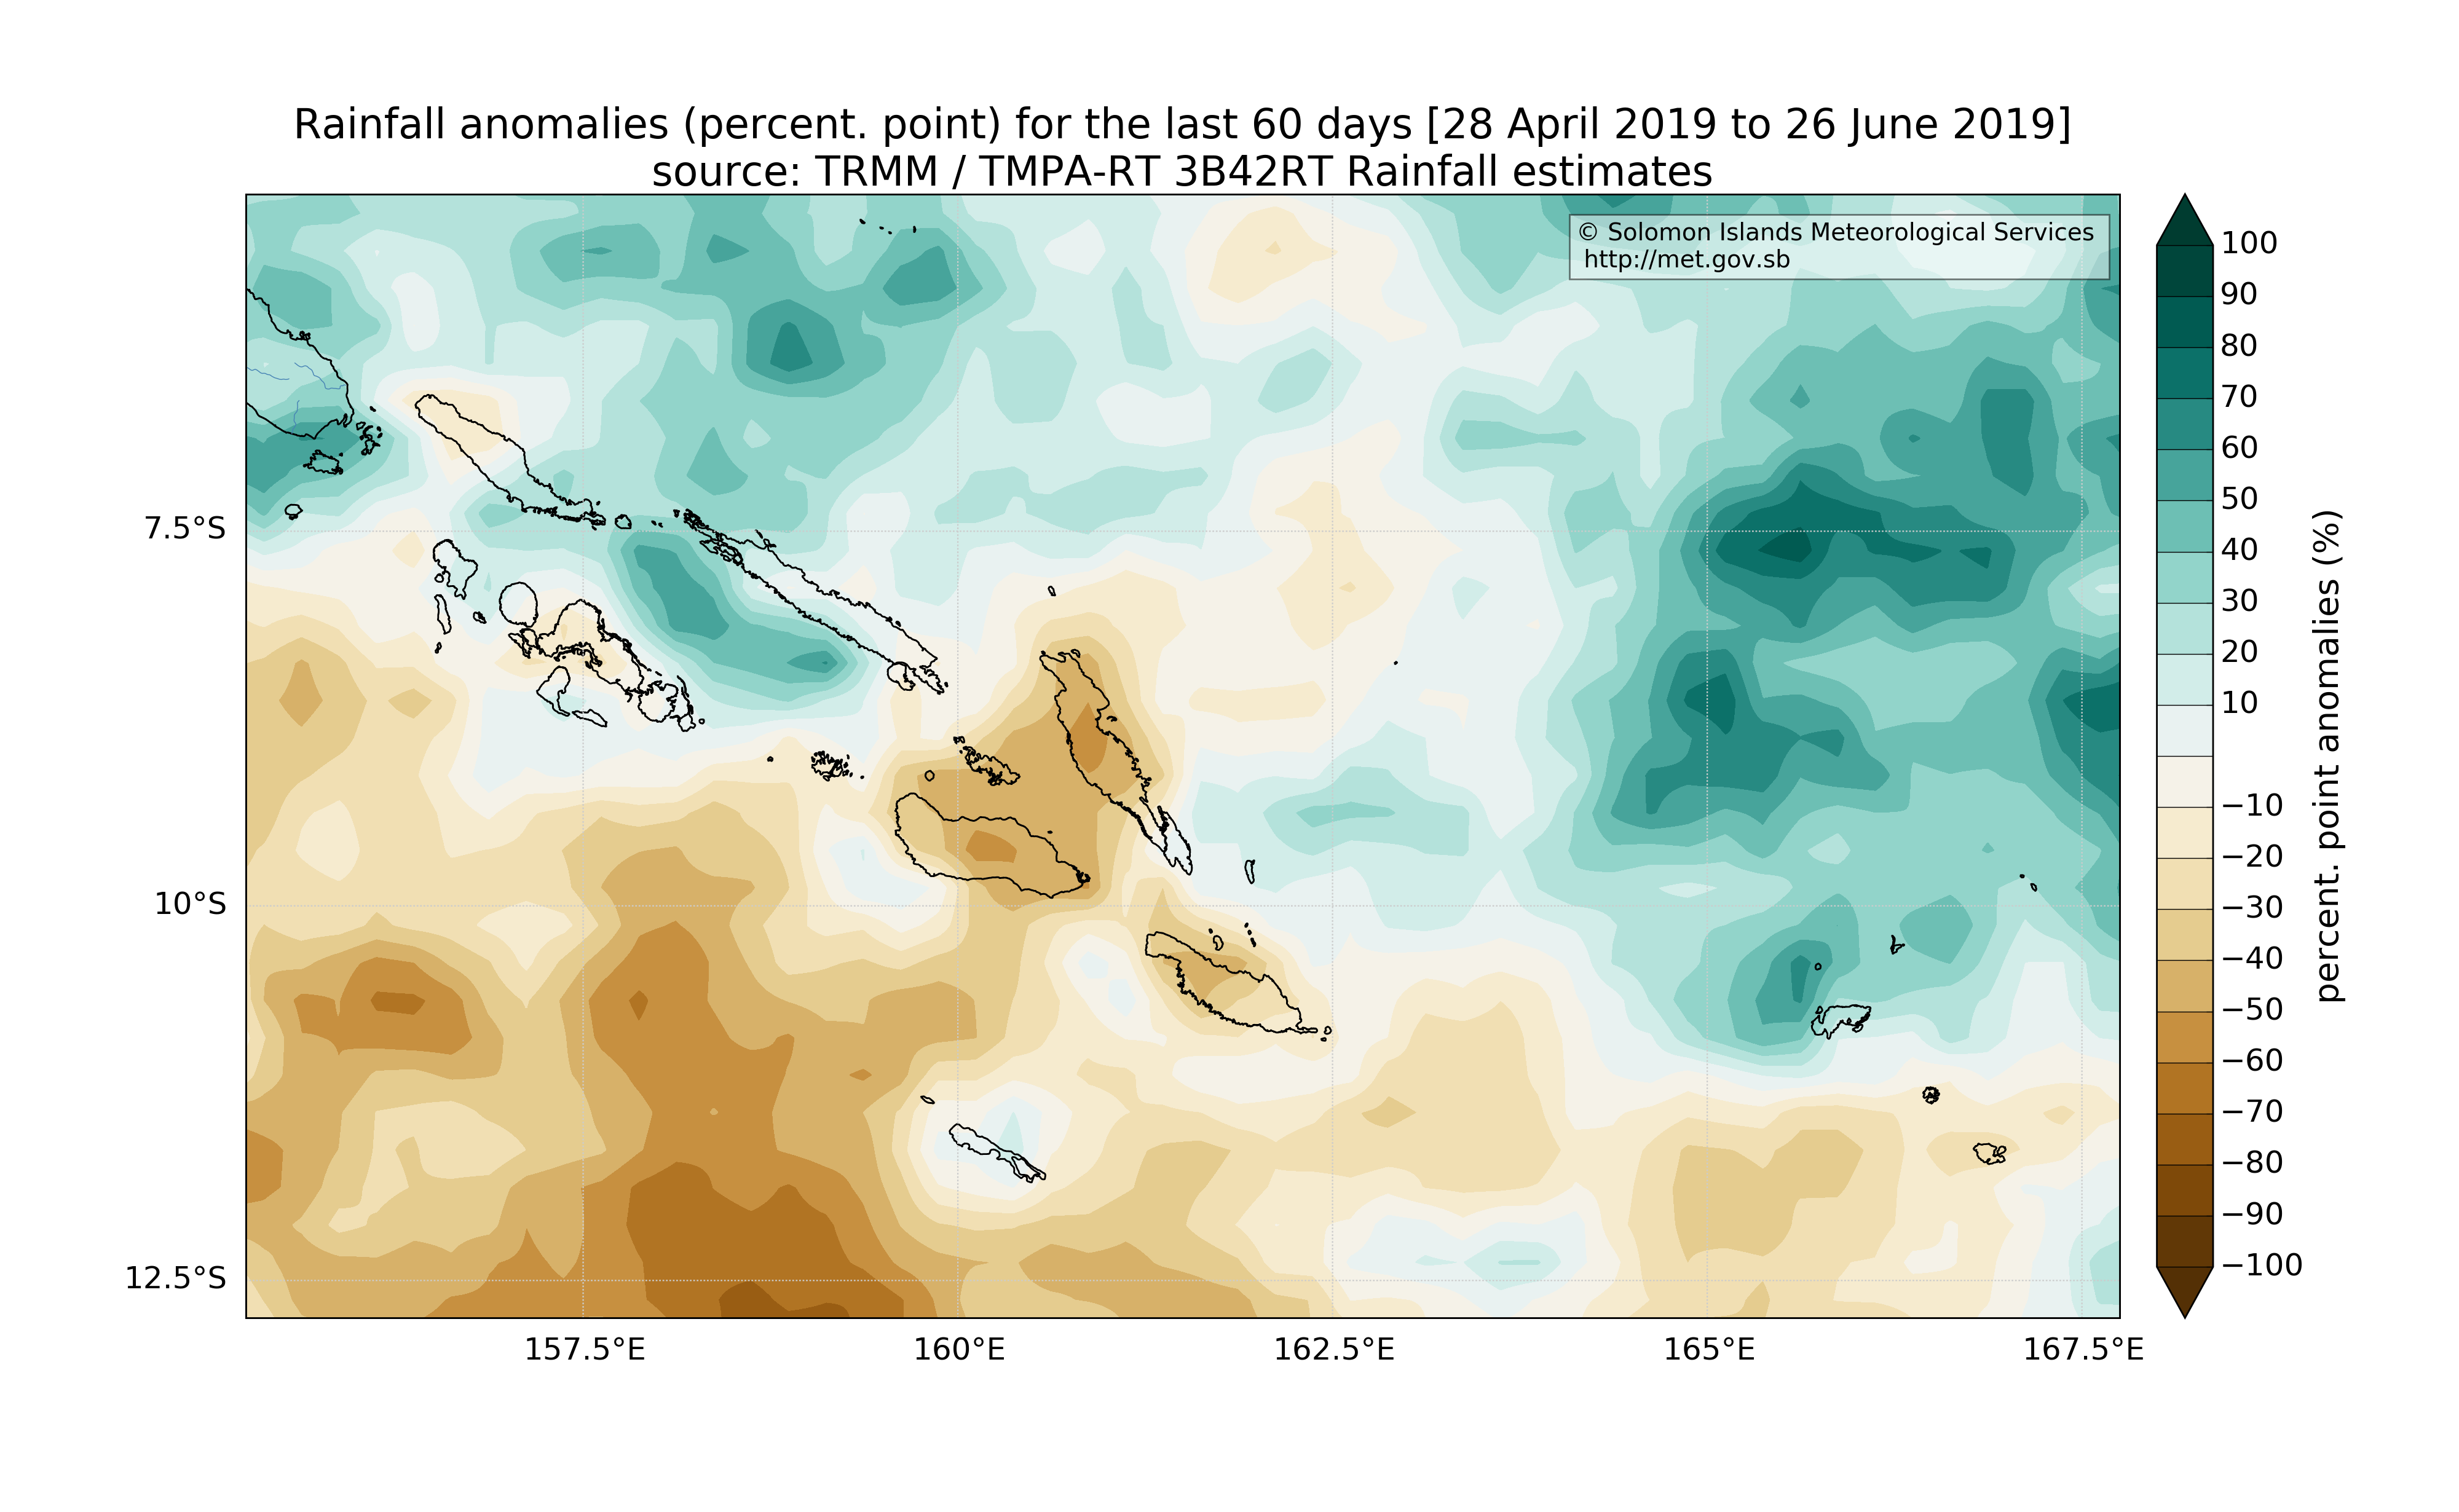 Rainfall anomalies (percent. point) for the last 60 days [28 April 2019 to 26 June 2019]
source: TRMM / TMPA-RT 3B42RT Rainfall estimates
© Solomon Islands Meteorological Services
http://met.gov.sb
7.5°S
10°S
12.5°S
157.5°E
160°E
162.5°E
165°E
167.5°E
100
90
80
70
60
50
40
30
20
10
−10
−20
−30
−40
−50
−60
−70
−80
−90
−100
percent. point anomalies (%)